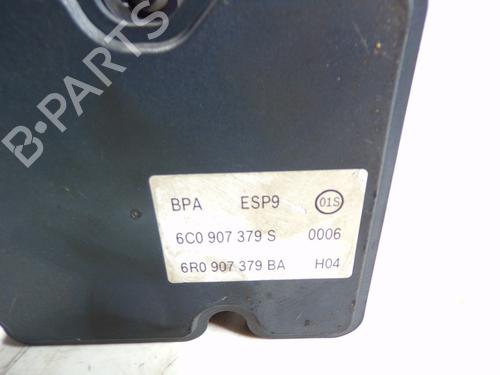 B-PARTS
BPA ESP9 01S
6C0 907 379 S 0006
6R0 907 379 BA H04